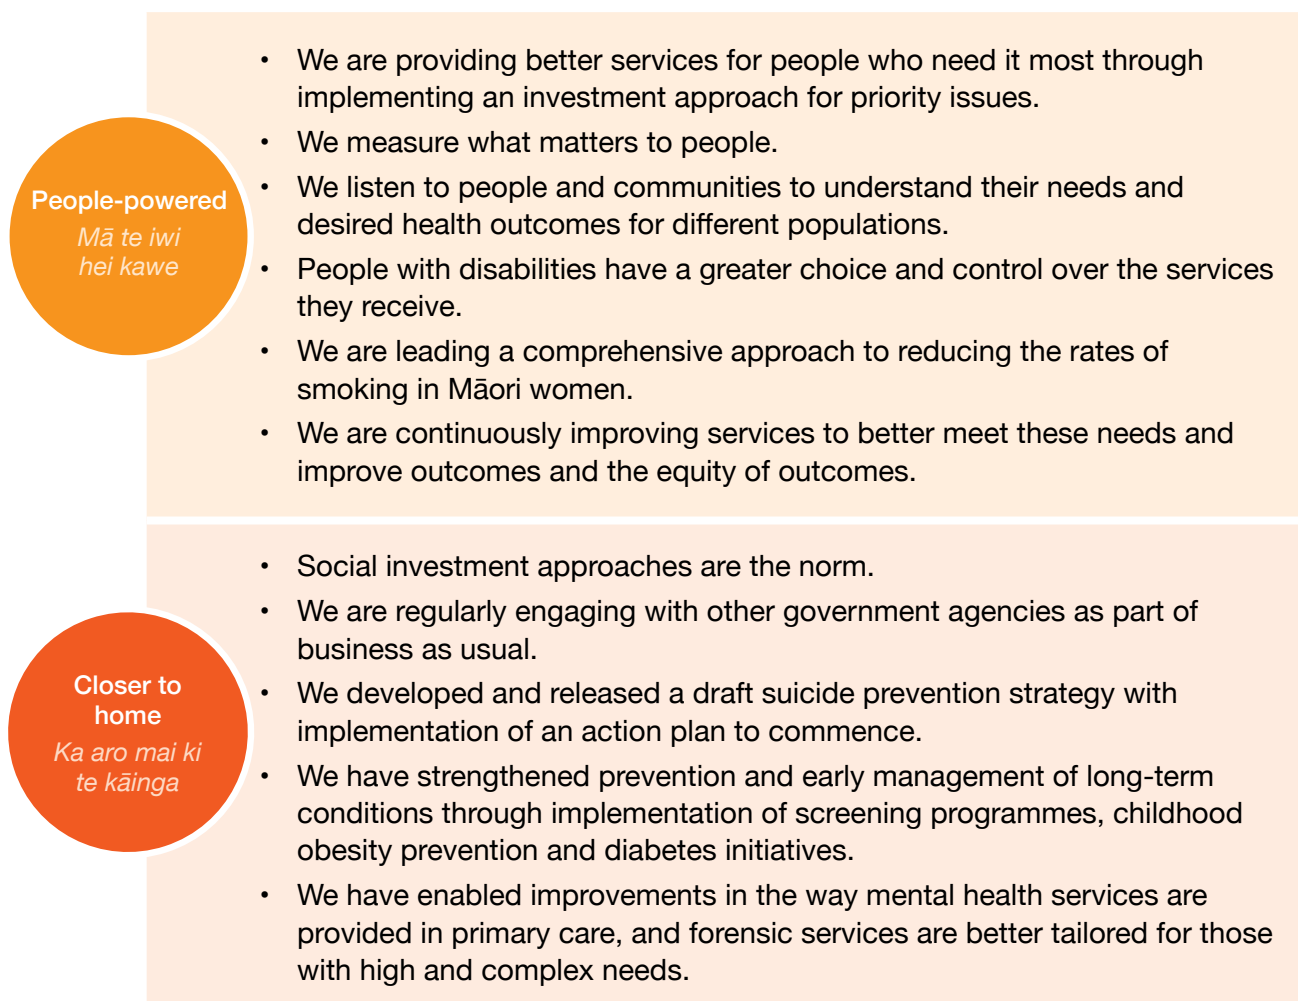 People-powered
Mā te iwi
hei kawe
• We are providing better services for people who need it most through
implementing an investment approach for priority issues.
• We measure what matters to people.
• We listen to people and communities to understand their needs and
desired health outcomes for different populations.
• People with disabilities have a greater choice and control over the services
they receive.
• We are leading a comprehensive approach to reducing the rates of
smoking in Māori women.
• We are continuously improving services to better meet these needs and
improve outcomes and the equity of outcomes.
Closer to
home
Ka aro mai ki
te kāinga
• Social investment approaches are the norm.
• We are regularly engaging with other government agencies as part of
business as usual.
• We developed and released a draft suicide prevention strategy with
implementation of an action plan to commence.
• We have strengthened prevention and early management of long-term
conditions through implementation of screening programmes, childhood
obesity prevention and diabetes initiatives.
• We have enabled improvements in the way mental health services are
provided in primary care, and forensic services are better tailored for those
with high and complex needs.